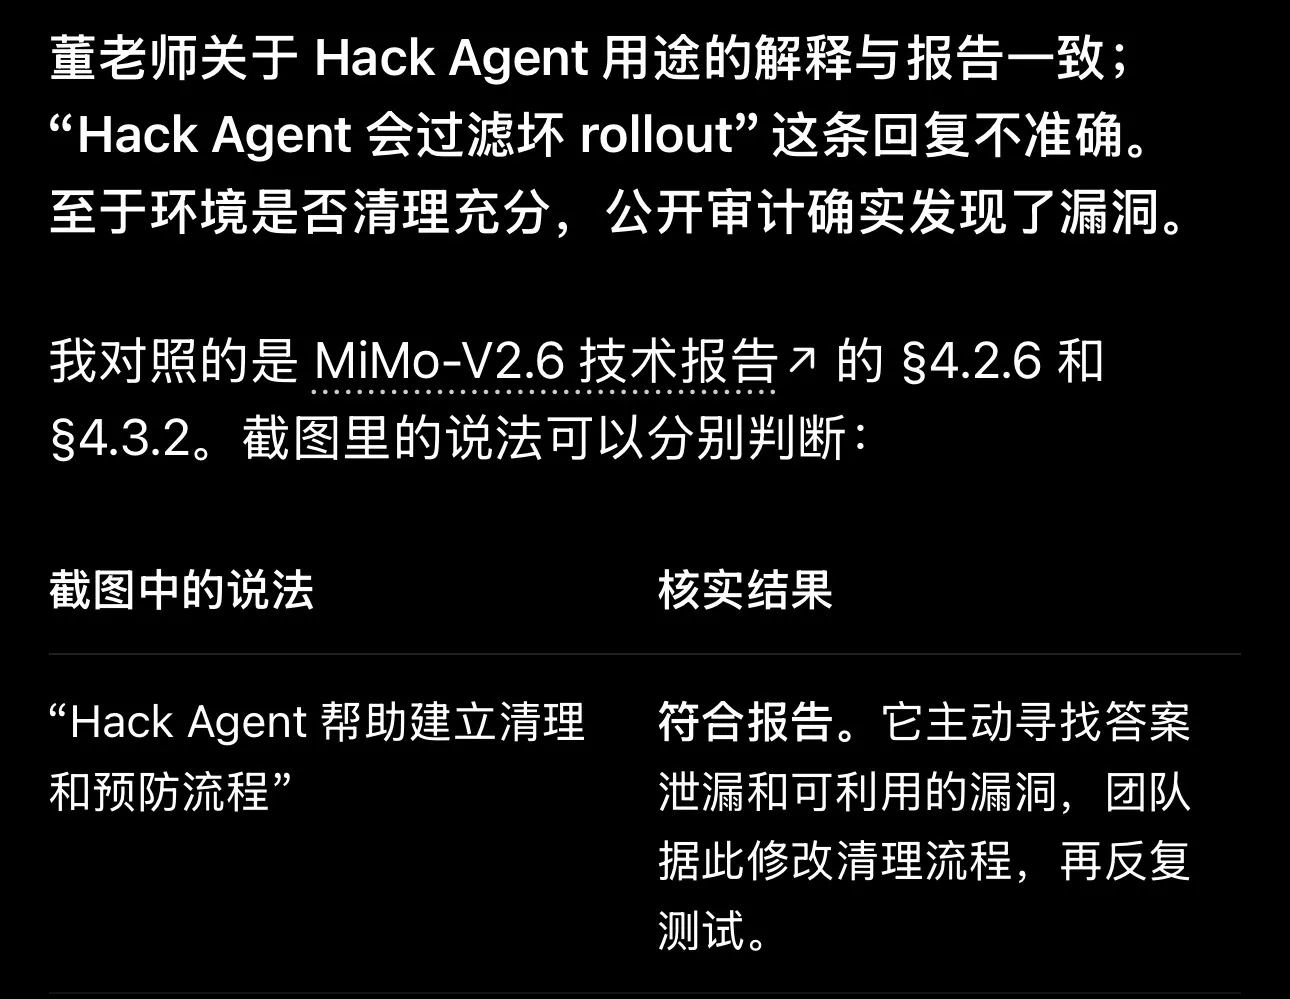 董老师关于 Hack Agent 用途的解释与报告一致；
“Hack Agent 会过滤坏 rollout” 这条回复不准确。
至于环境是否清理充分，公开审计确实发现了漏洞。
我对照的是 MiMo-V2.6 技术报告↗ 的 §4.2.6 和
§4.3.2。截图里的说法可以分别判断：
截图中的说法
核实结果
“Hack Agent 帮助建立清理
和预防流程”
符合报告。它主动寻找答案
泄漏和可利用的漏洞，团队
据此修改清理流程，再反复
测试。